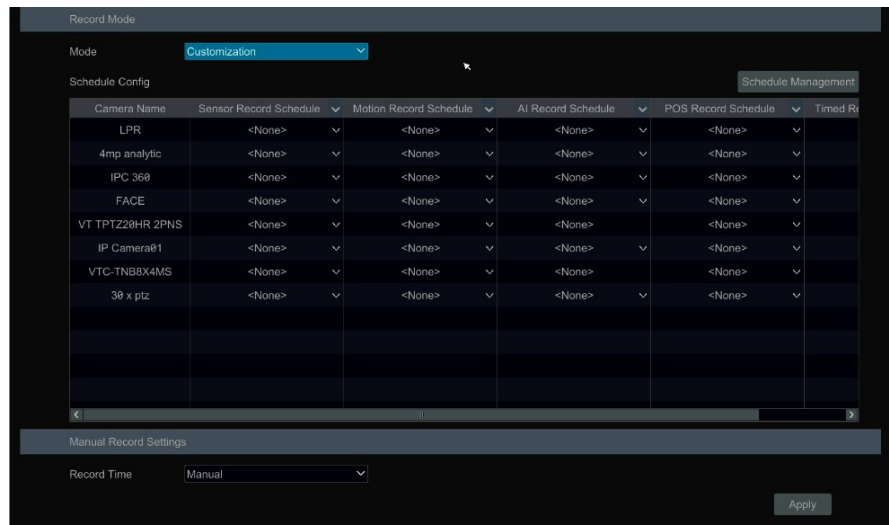 Record Mode
Mode Customization
Schedule Config Schedule Management
Camera Name Sensor Record Schedule Motion Record Schedule AI Record Schedule POS Record Schedule Timed Re
LPR <None> <None> <None> <None>
4mp analytic <None> <None> <None> <None>
IPC 360 <None> <None> <None> <None>
FACE <None> <None> <None> <None>
VT TPTZ20HR 2PNS <None> <None> <None> <None>
IP Camera01 <None> <None> <None> <None>
VTC-TNB8X4MS <None> <None> <None> <None>
30 x ptz <None> <None> <None> <None>
Manual Record Settings
Record Time Manual
Apply